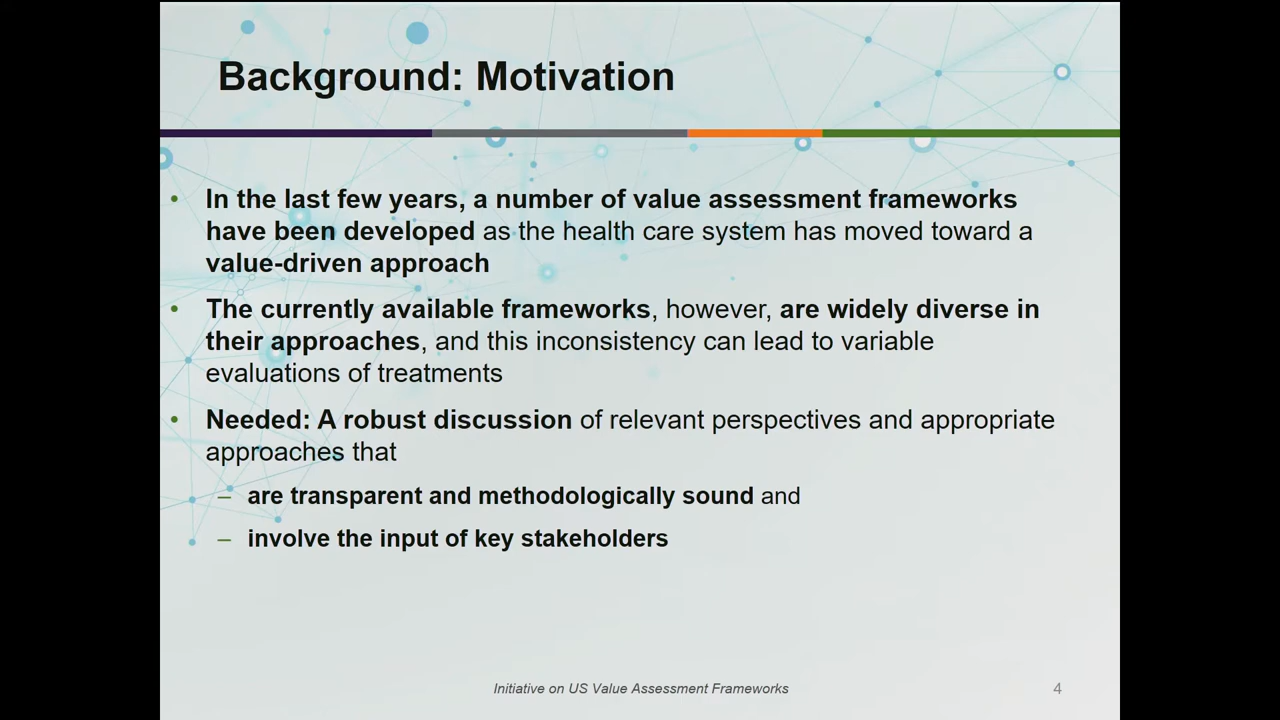 Background: Motivation
• In the last few years, a number of value assessment frameworks
have been developed as the health care system has moved toward a
value-driven approach
• The currently available frameworks, however, are widely diverse in
their approaches, and this inconsistency can lead to variable
evaluations of treatments
• Needed: A robust discussion of relevant perspectives and appropriate
approaches that
– are transparent and methodologically sound and
– involve the input of key stakeholders
Initiative on US Value Assessment Frameworks
4